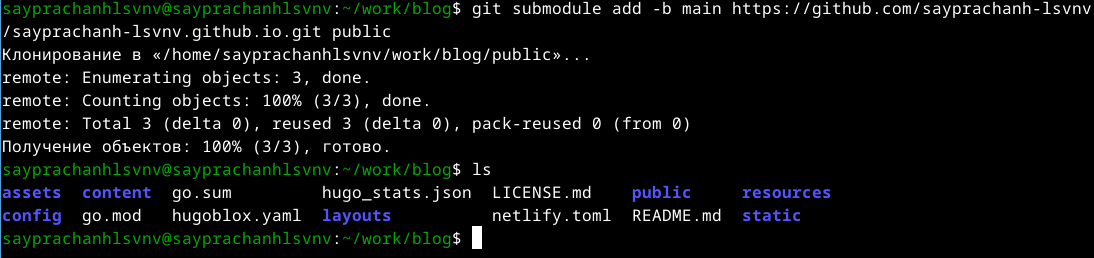 sayprachanhlsvnv@sayprachanhlsvnv:~/work/blog$ git submodule add -b main https://github.com/sayprachanh-lsvnv
/sayprachanh-lsvnv.github.io.git public
Клонирование в «/home/sayprachanhlsvnv/work/blog/public»...
remote: Enumerating objects: 3, done.
remote: Counting objects: 100% (3/3), done.
remote: Total 3 (delta 0), reused 3 (delta 0), pack-reused 0 (from 0)
Получение объектов: 100% (3/3), готово.
sayprachanhlsvnv@sayprachanhlsvnv:~/work/blog$ ls
assets  content  go.sum         hugo_stats.json  LICENSE.md    public     resources
config  go.mod   hugoblox.yaml  layouts          netlify.toml  README.md  static
sayprachanhlsvnv@sayprachanhlsvnv:~/work/blog$